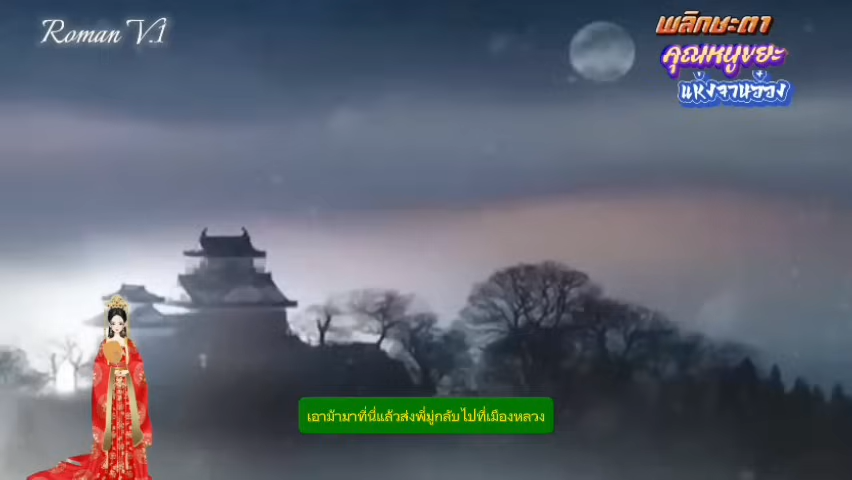 Roman V.1
พลิกชะตา
คุณหนูขยะ
แห่งจวนอ๋อง
เอาม้ามาที่นี่แล้วส่งพี่มู่กลับไปที่เมืองหลวง